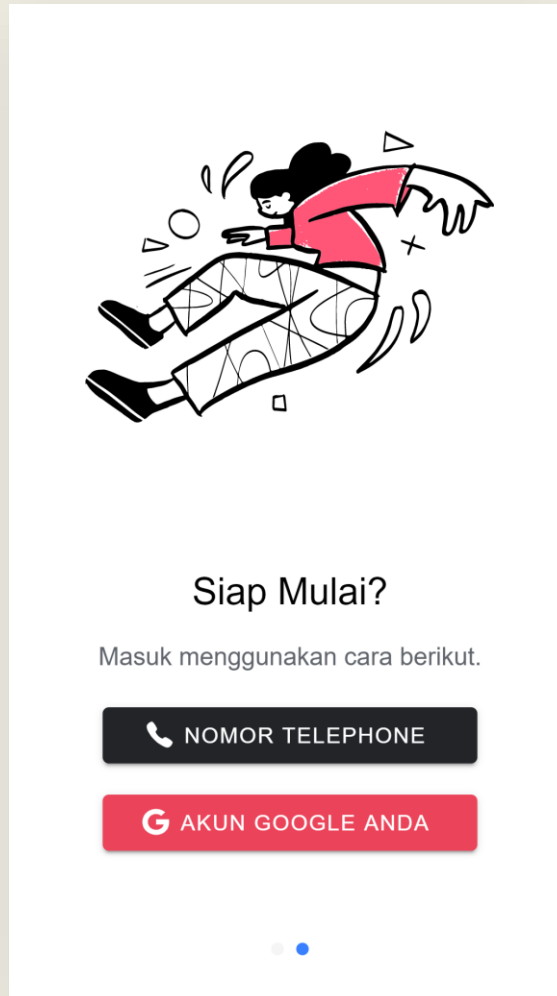 Siap Mulai?
Masuk menggunakan cara berikut.
NOMOR TELEPHONE
AKUN GOOGLE ANDA